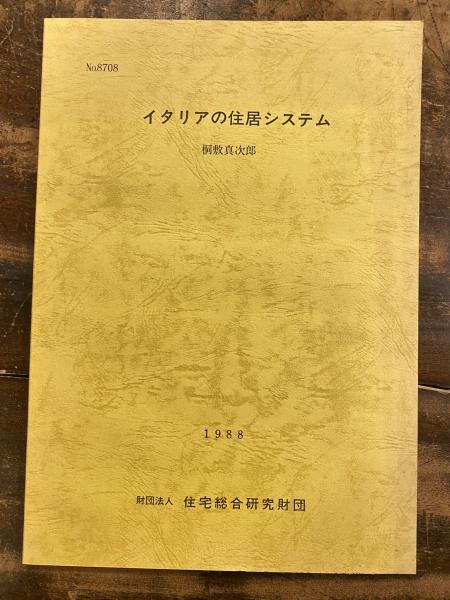 No.8708
イタリアの住居システム
桐敷真次郎
1988
財団法人 住宅総合研究財団